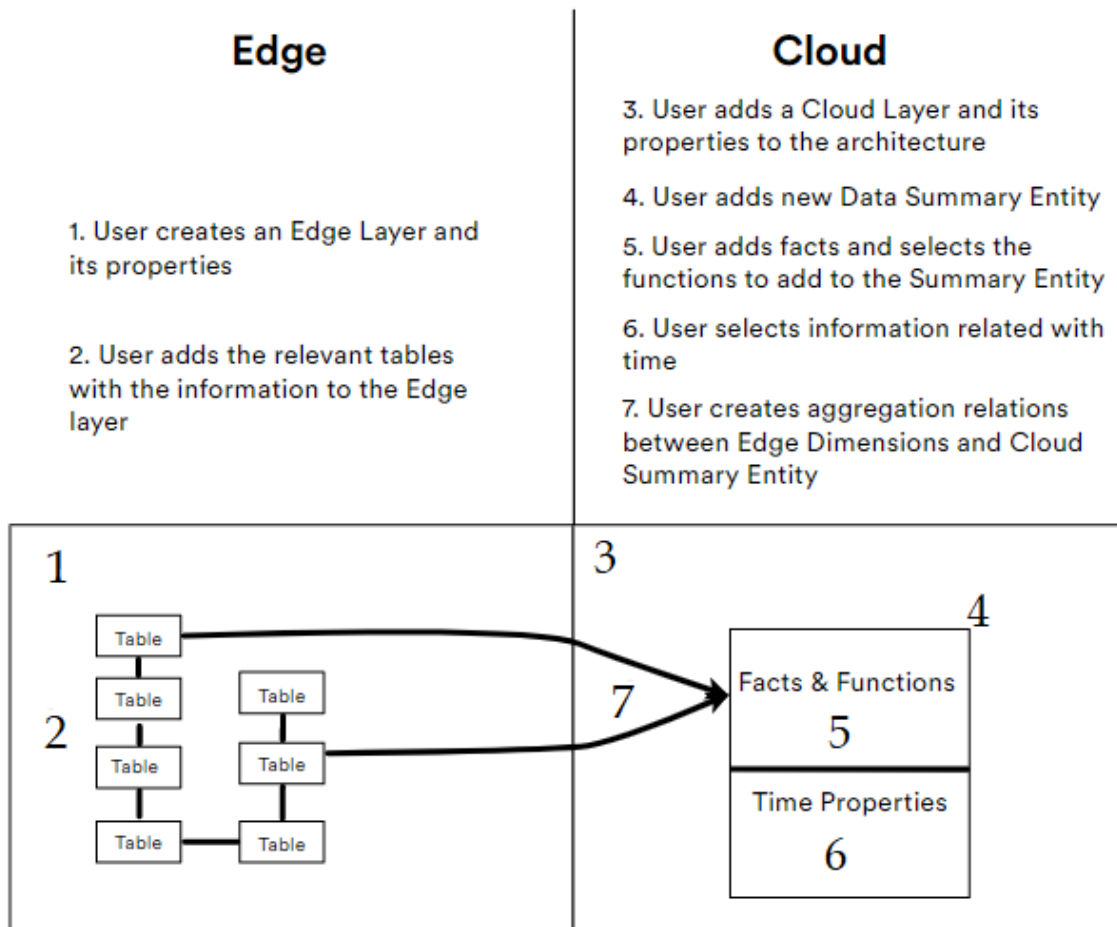 Edge
Cloud
1. User creates an Edge Layer and
its properties
2. User adds the relevant tables
with the information to the Edge
layer
3. User adds a Cloud Layer and its
properties to the architecture
4. User adds new Data Summary Entity
5. User adds facts and selects the
functions to add to the Summary Entity
6. User selects information related with
time
7. User creates aggregation relations
between Edge Dimensions and Cloud
Summary Entity
1
Table
Table
2
Table
Table
Table
Table
Table
3
7
4
Facts & Functions
5
Time Properties
6